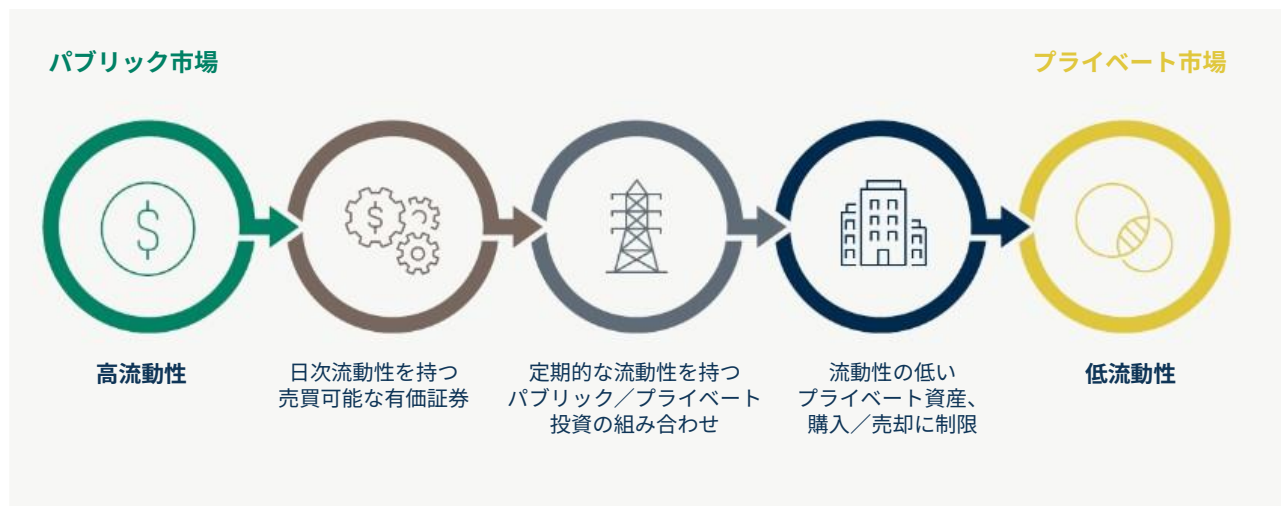 パブリック市場
プライベート市場
$
$
高流動性
日次流動性を持つ
売買可能な有価証券
定期的な流動性を持つ
パブリック／プライベート
投資の組み合わせ
流動性の低い
プライベート資産、
購入／売却に制限
低流動性